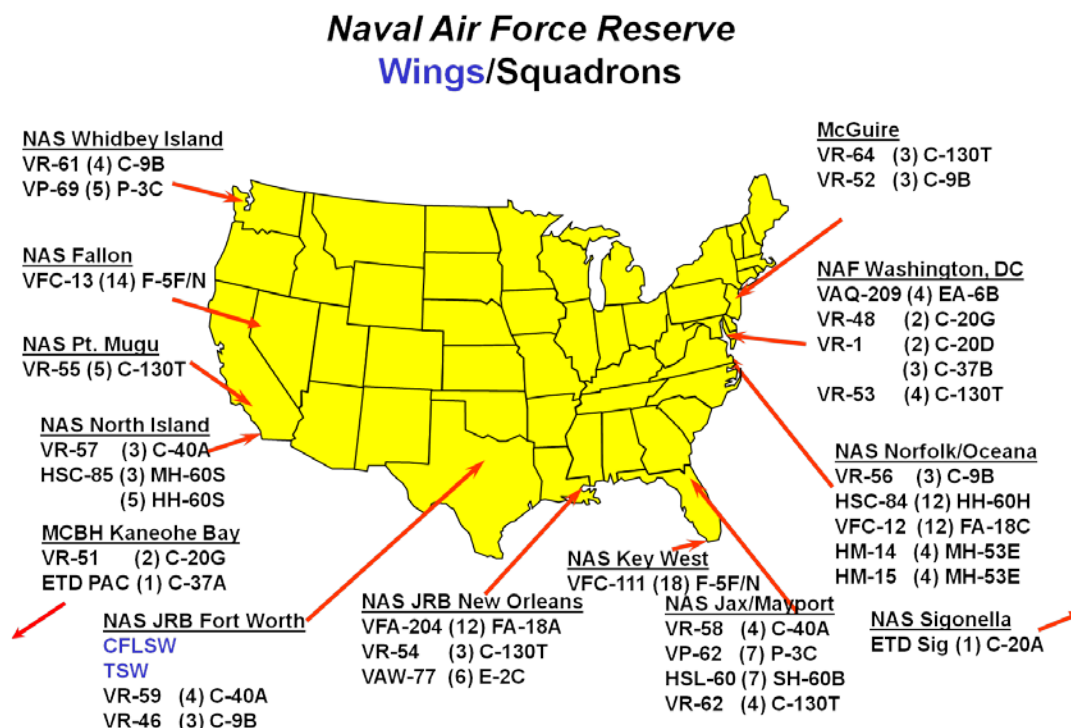 Naval Air Force Reserve
Wings/Squadrons
NAS Whidbey Island
VR-61 (4) C-9B
VP-69 (5) P-3C
NAS Fallon
VFC-13 (14) F-5F/N
NAS Pt. Mugu
VR-55 (5) C-130T
NAS North Island
VR-57 (3) C-40A
HSC-85 (3) MH-60S
(5) HH-60S
MCBH Kaneohe Bay
VR-51 (2) C-20G
ETD PAC (1) C-37A
NAS JRB Fort Worth
CFLSW
TSW
VR-59 (4) C-40A
VR-46 (3) C-9B
NAS JRB New Orleans
VFA-204 (12) FA-18A
VR-54 (3) C-130T
VAW-77 (6) E-2C
NAS Key West
VFC-111 (18) F-5F/N
NAS Jax/Mayport
VR-58 (4) C-40A
VP-62 (7) P-3C
HSL-60 (7) SH-60B
VR-62 (4) C-130T
McGuire
VR-64 (3) C-130T
VR-52 (3) C-9B
NAF Washington, DC
VAQ-209 (4) EA-6B
VR-48 (2) C-20G
VR-1 (2) C-20D
(3) C-37B
VR-53 (4) C-130T
NAS Norfolk/Oceana
VR-56 (3) C-9B
HSC-84 (12) HH-60H
VFC-12 (12) FA-18C
HM-14 (4) MH-53E
HM-15 (4) MH-53E
NAS Sigonella
ETD Sig (1) C-20A